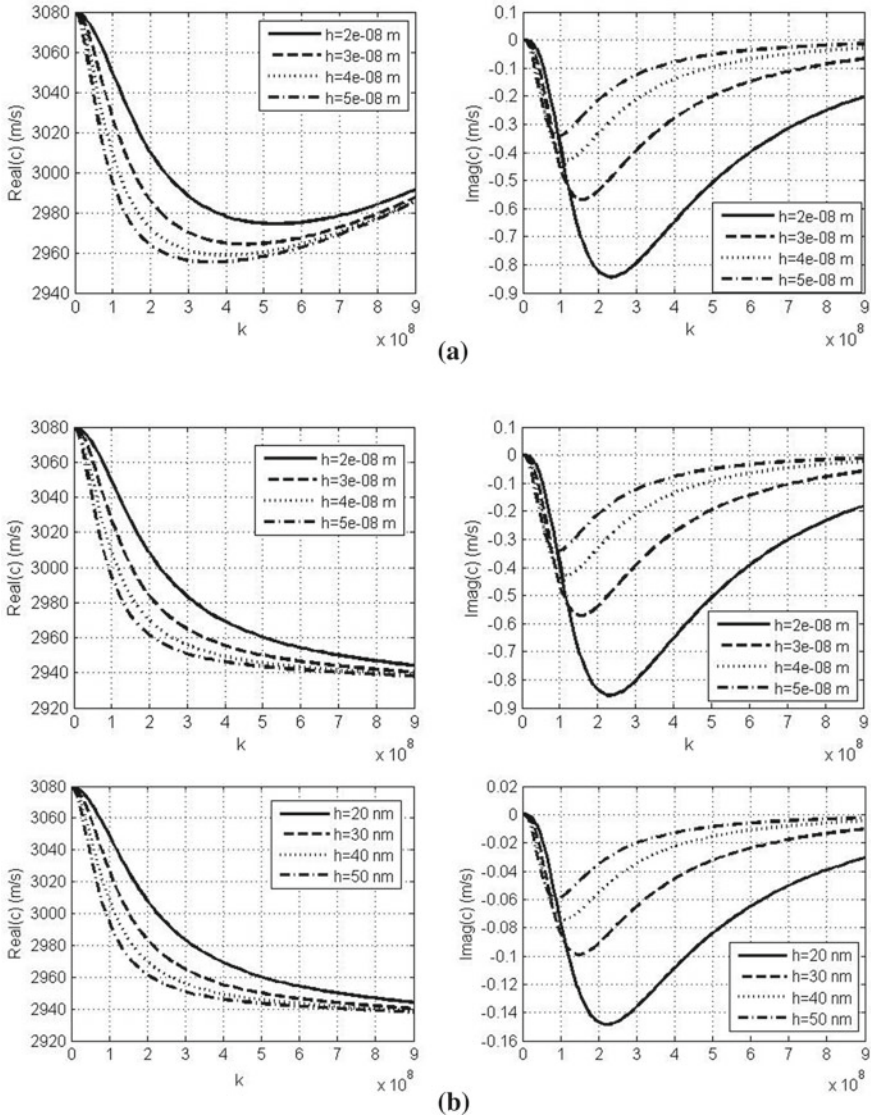 3080
3060
3040
3020
3000
2980
2960
2940
Real(c) (m/s)
h=2e-08 m
h=3e-08 m
h=4e-08 m
h=5e-08 m
0 1 2 3 4 5 6 7 8 9
k
x 10^8
0.1
0
-0.1
-0.2
-0.3
-0.4
-0.5
-0.6
-0.7
-0.8
-0.9
Imag(c) (m/s)
h=2e-08 m
h=3e-08 m
h=4e-08 m
h=5e-08 m
0 1 2 3 4 5 6 7 8 9
k
x 10^8
(a)
3080
3060
3040
3020
3000
2980
2960
2940
2920
Real(c) (m/s)
h=2e-08 m
h=3e-08 m
h=4e-08 m
h=5e-08 m
0 1 2 3 4 5 6 7 8 9
k
x 10^8
0.1
0
-0.1
-0.2
-0.3
-0.4
-0.5
-0.6
-0.7
-0.8
-0.9
Imag(c) (m/s)
h=2e-08 m
h=3e-08 m
h=4e-08 m
h=5e-08 m
0 1 2 3 4 5 6 7 8 9
k
x 10^8
3080
3060
3040
3020
3000
2980
2960
2940
2920
Real(c) (m/s)
h=20 nm
h=30 nm
h=40 nm
h=50 nm
0 1 2 3 4 5 6 7 8 9
k
x 10^8
0.02
0
-0.02
-0.04
-0.06
-0.08
-0.1
-0.12
-0.14
-0.16
Imag(c) (m/s)
h=20 nm
h=30 nm
h=40 nm
h=50 nm
0 1 2 3 4 5 6 7 8 9
k
x 10^8
(b)